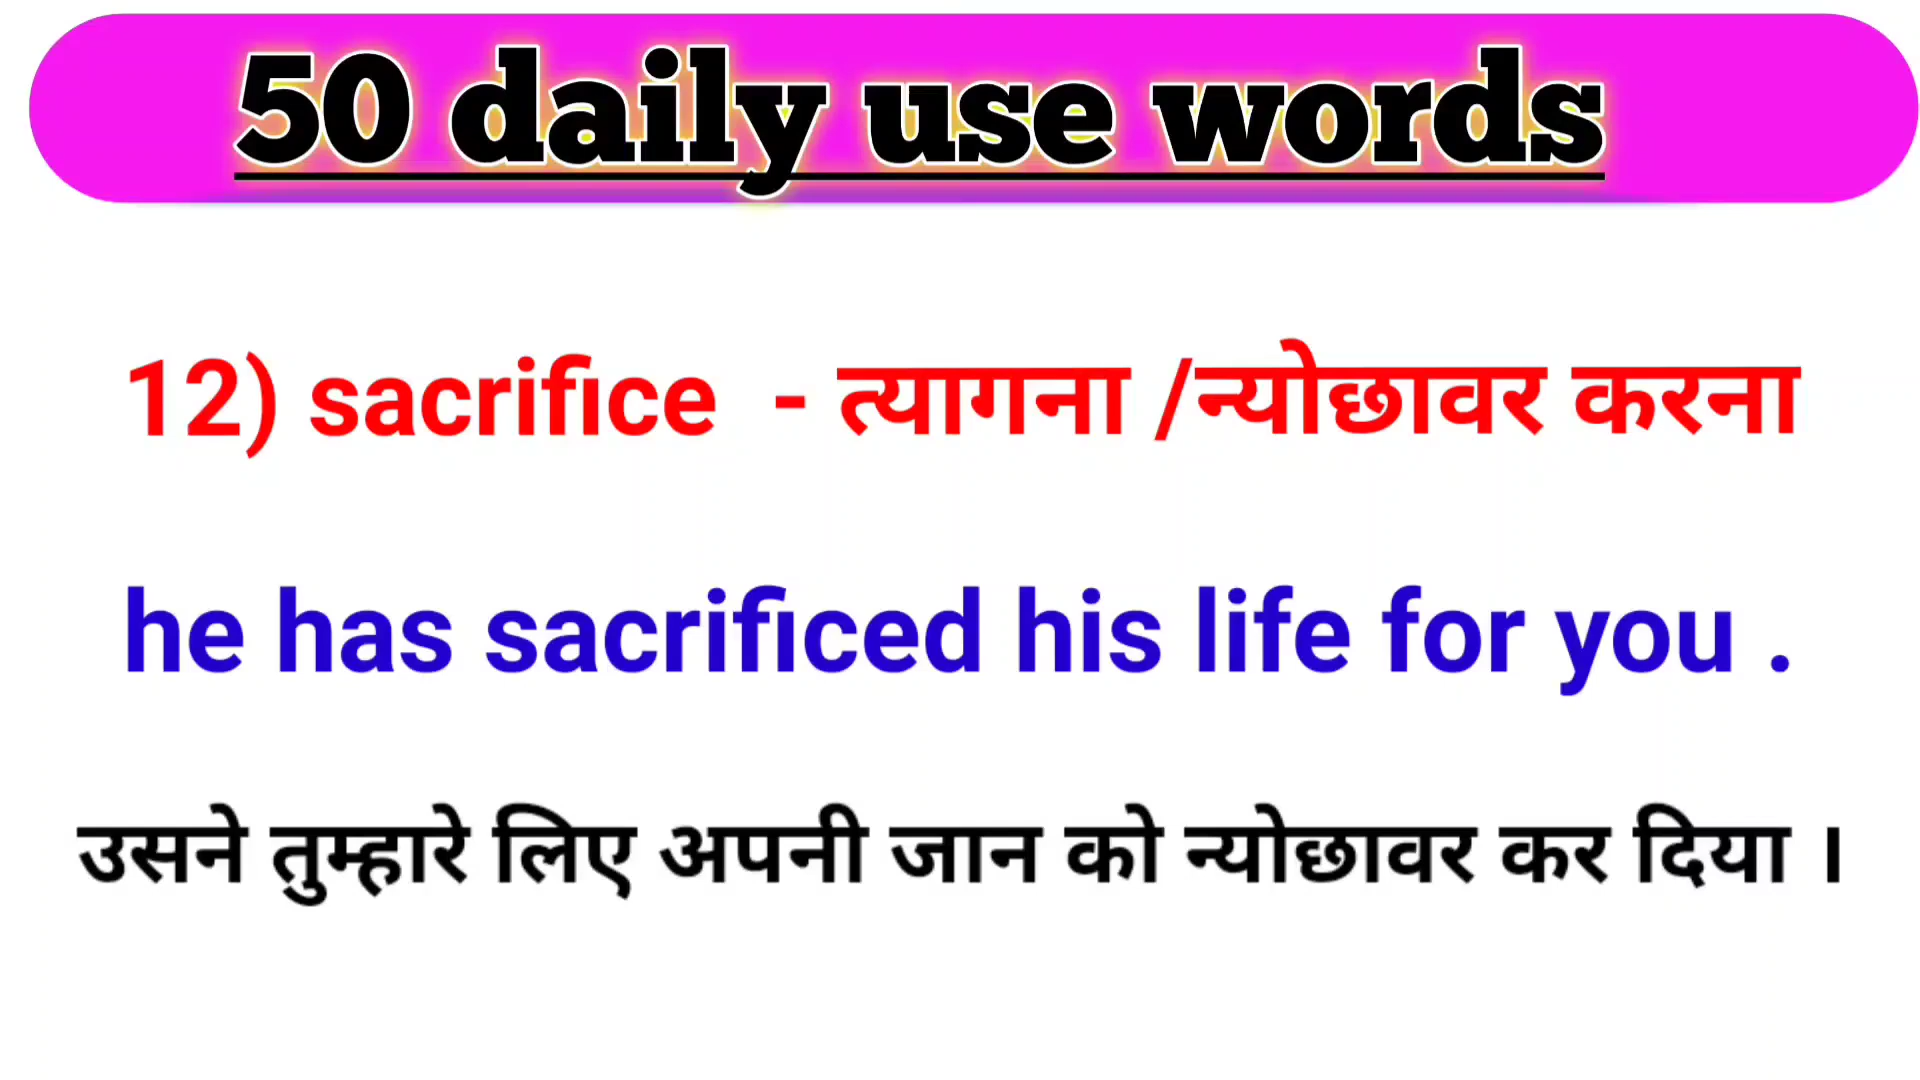 50 daily use words
12) sacrifice - त्यागना /न्योछावर करना
he has sacrificed his life for you .
उसने तुम्हारे लिए अपनी जान को न्योछावर कर दिया ।